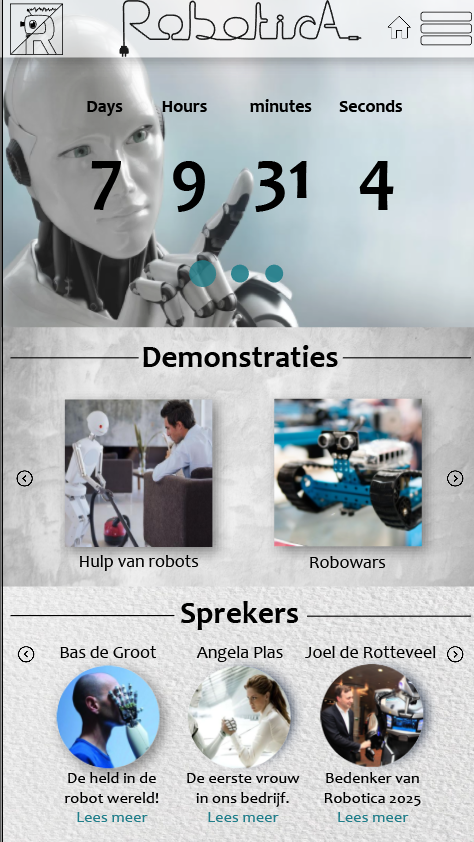 R
RoboticA
Days Hours minutes Seconds
7 9 31 4
Demonstraties
Hulp van robots Robowars
Sprekers
Bas de Groot Angela Plas Joel de Rotteveel
De held in de De eerste vrouw Bedenker van
robot wereld! in ons bedrijf. Robotica 2025
Lees meer Lees meer Lees meer